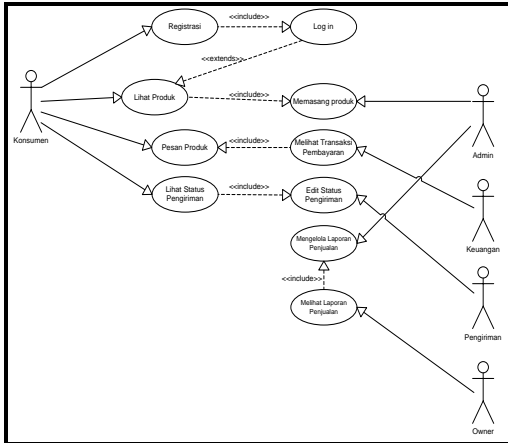 Registrasi
<<include>>
Log in
<<extends>>
Lihat Produk
<<include>>
Memasang produk
Konsumen
Admin
Pesan Produk
<<include>>
Melihat Transaksi
Pembayaran
Lihat Status
Pengiriman
<<include>>
Edit Status
Pengiriman
Keuangan
Mengelola Laporan
Penjualan
<<include>>
Melihat Laporan
Penjualan
Pengiriman
Owner